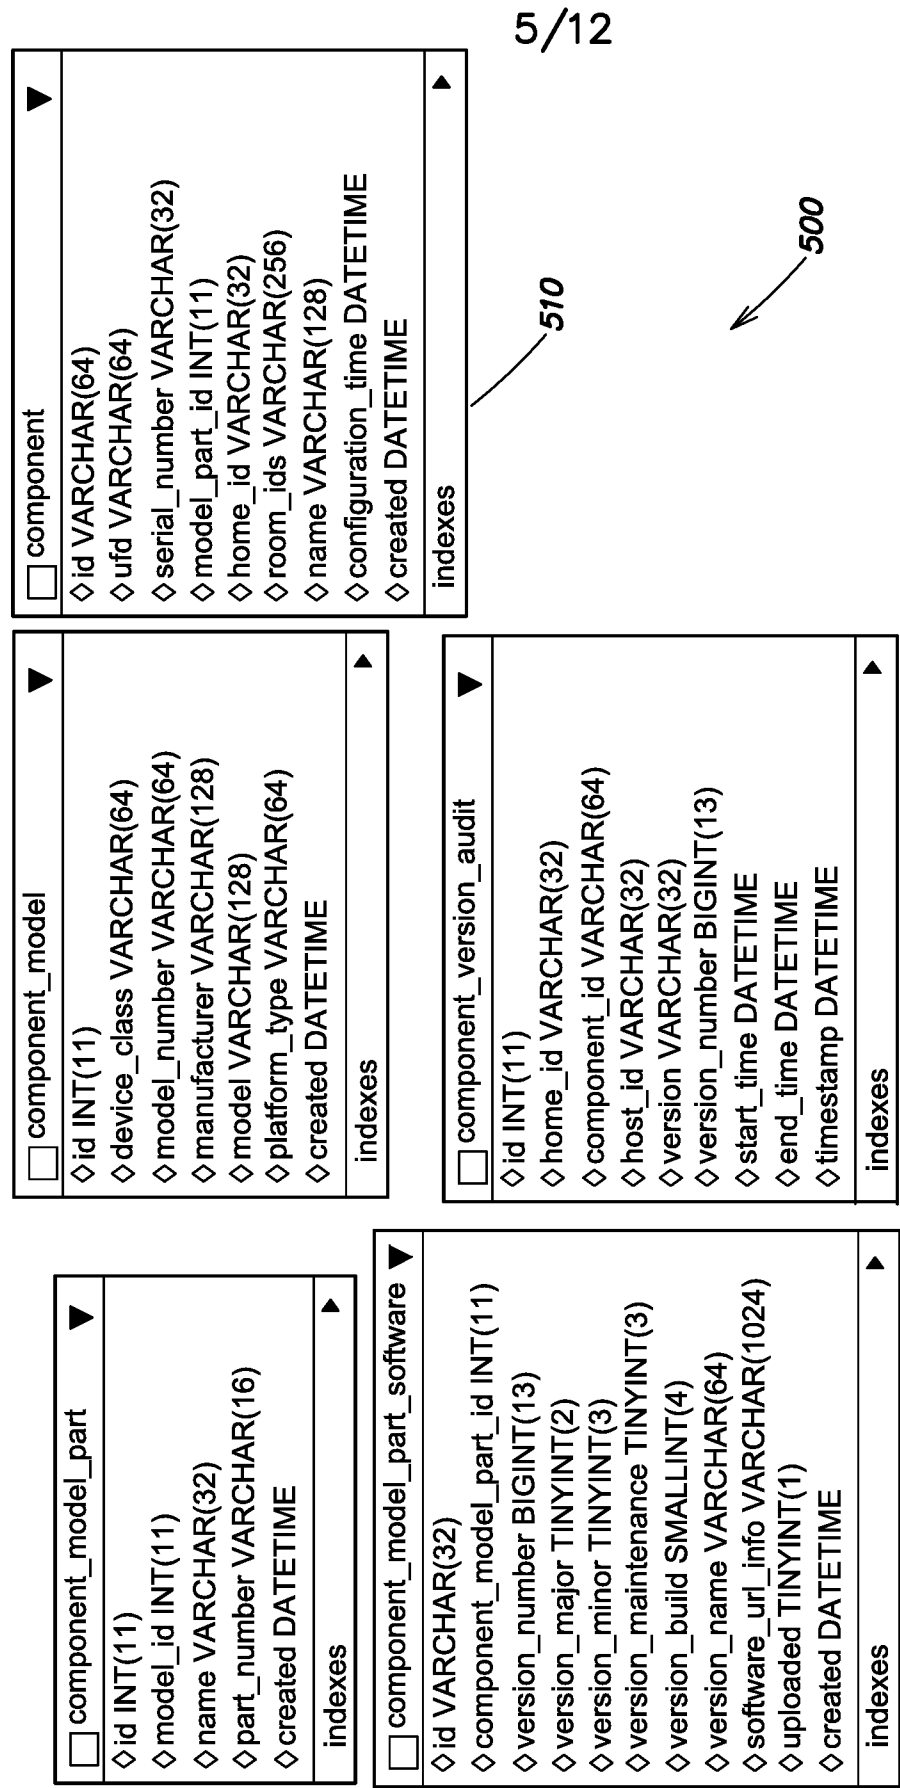 5/12
component_model_part
id INT(11)
model_id INT(11)
name VARCHAR(32)
part_number VARCHAR(16)
created DATETIME
indexes
component_model
id INT(11)
device_class VARCHAR(64)
model_number VARCHAR(64)
manufacturer VARCHAR(128)
model VARCHAR(128)
platform_type VARCHAR(64)
created DATETIME
indexes
component
id VARCHAR(64)
ufd VARCHAR(64)
serial_number VARCHAR(32)
model_part_id INT(11)
home_id VARCHAR(32)
room_ids VARCHAR(256)
name VARCHAR(128)
configuration_time DATETIME
created DATETIME
indexes
510
component_model_part_software
id VARCHAR(32)
component_model_part_id INT(11)
version_number BIGINT(13)
version_major TINYINT(2)
version_minor TINYINT(3)
version_maintenance TINYINT(3)
version_build SMALLINT(4)
version_name VARCHAR(64)
software_url_info VARCHAR(1024)
uploaded TINYINT(1)
created DATETIME
indexes
component_version_audit
id INT(11)
home_id VARCHAR(32)
component_id VARCHAR(64)
host_id VARCHAR(32)
version VARCHAR(32)
version_number BIGINT(13)
start_time DATETIME
end_time DATETIME
timestamp DATETIME
indexes
500